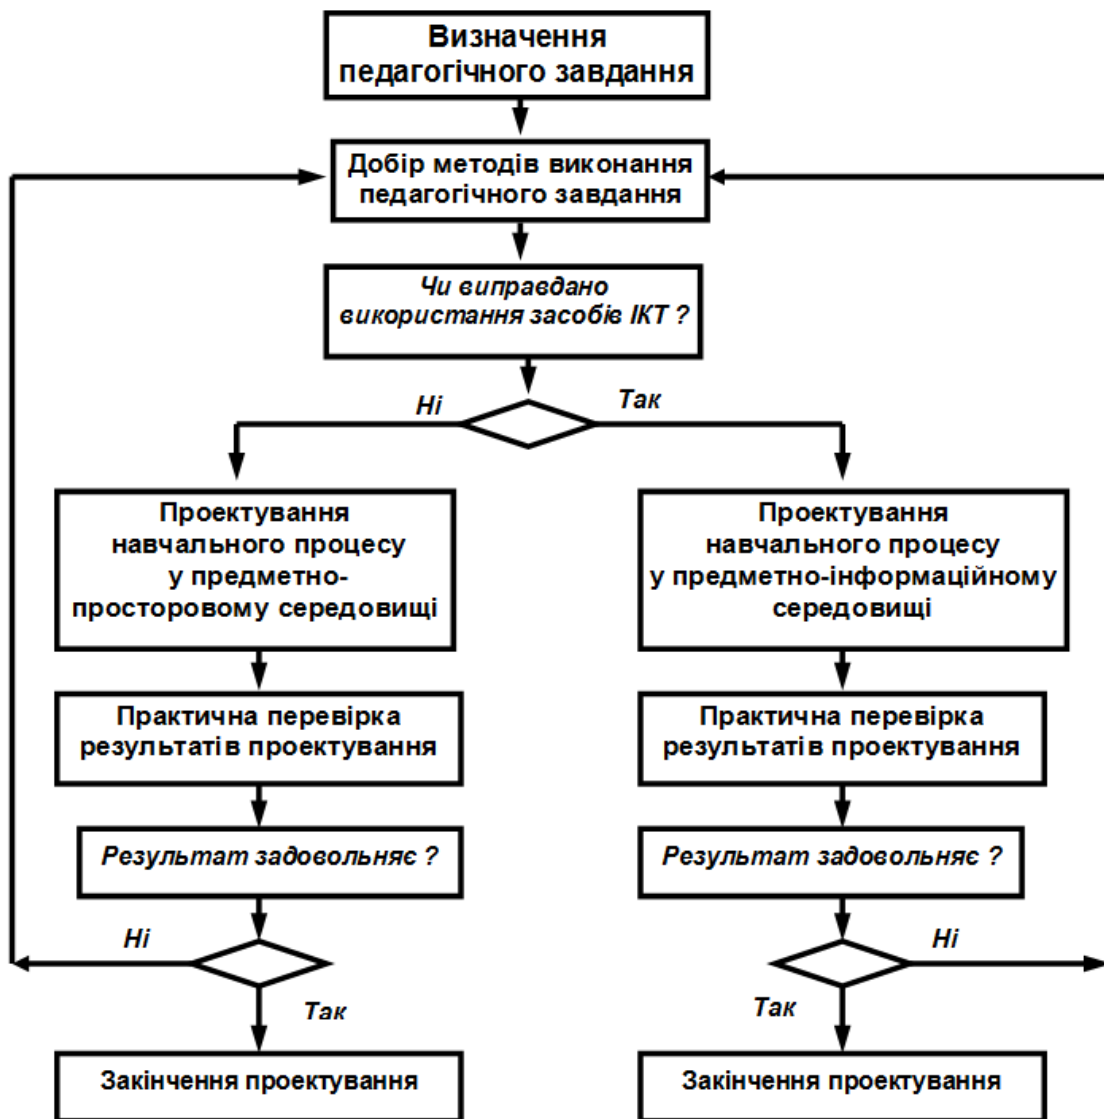 Визначення
педагогічного завдання
Добір методів виконання
педагогічного завдання
Чи виправдано
використання засобів ІКТ ?
Ні
Так
Проектування
навчального процесу
у предметно-
просторовому середовищі
Проектування
навчального процесу
у предметно-інформаційному
середовищі
Практична перевірка
результатів проектування
Практична перевірка
результатів проектування
Результат задовольняє ?
Результат задовольняє ?
Ні
Ні
Так
Так
Закінчення проектування
Закінчення проектування